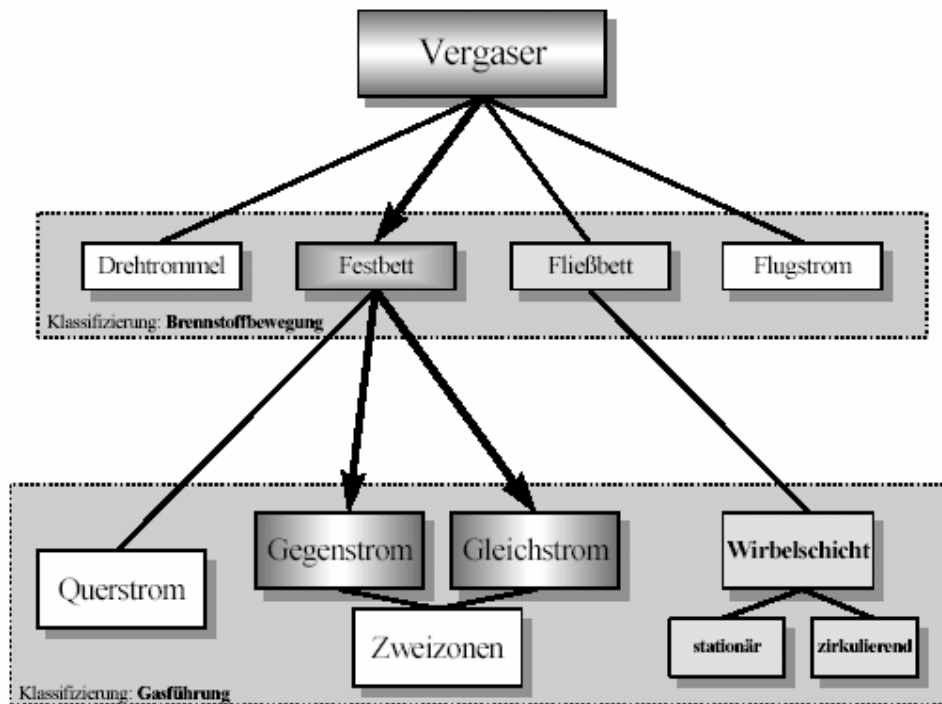 Vergaser
Drehtrommel
Festbett
Fließbett
Flugstrom
Klassifizierung: Brennstoffbewegung
Gegenstrom
Gleichstrom
Wirbelschicht
Querstrom
Zweizonen
stationär
zirkulierend
Klassifizierung: Gasführung